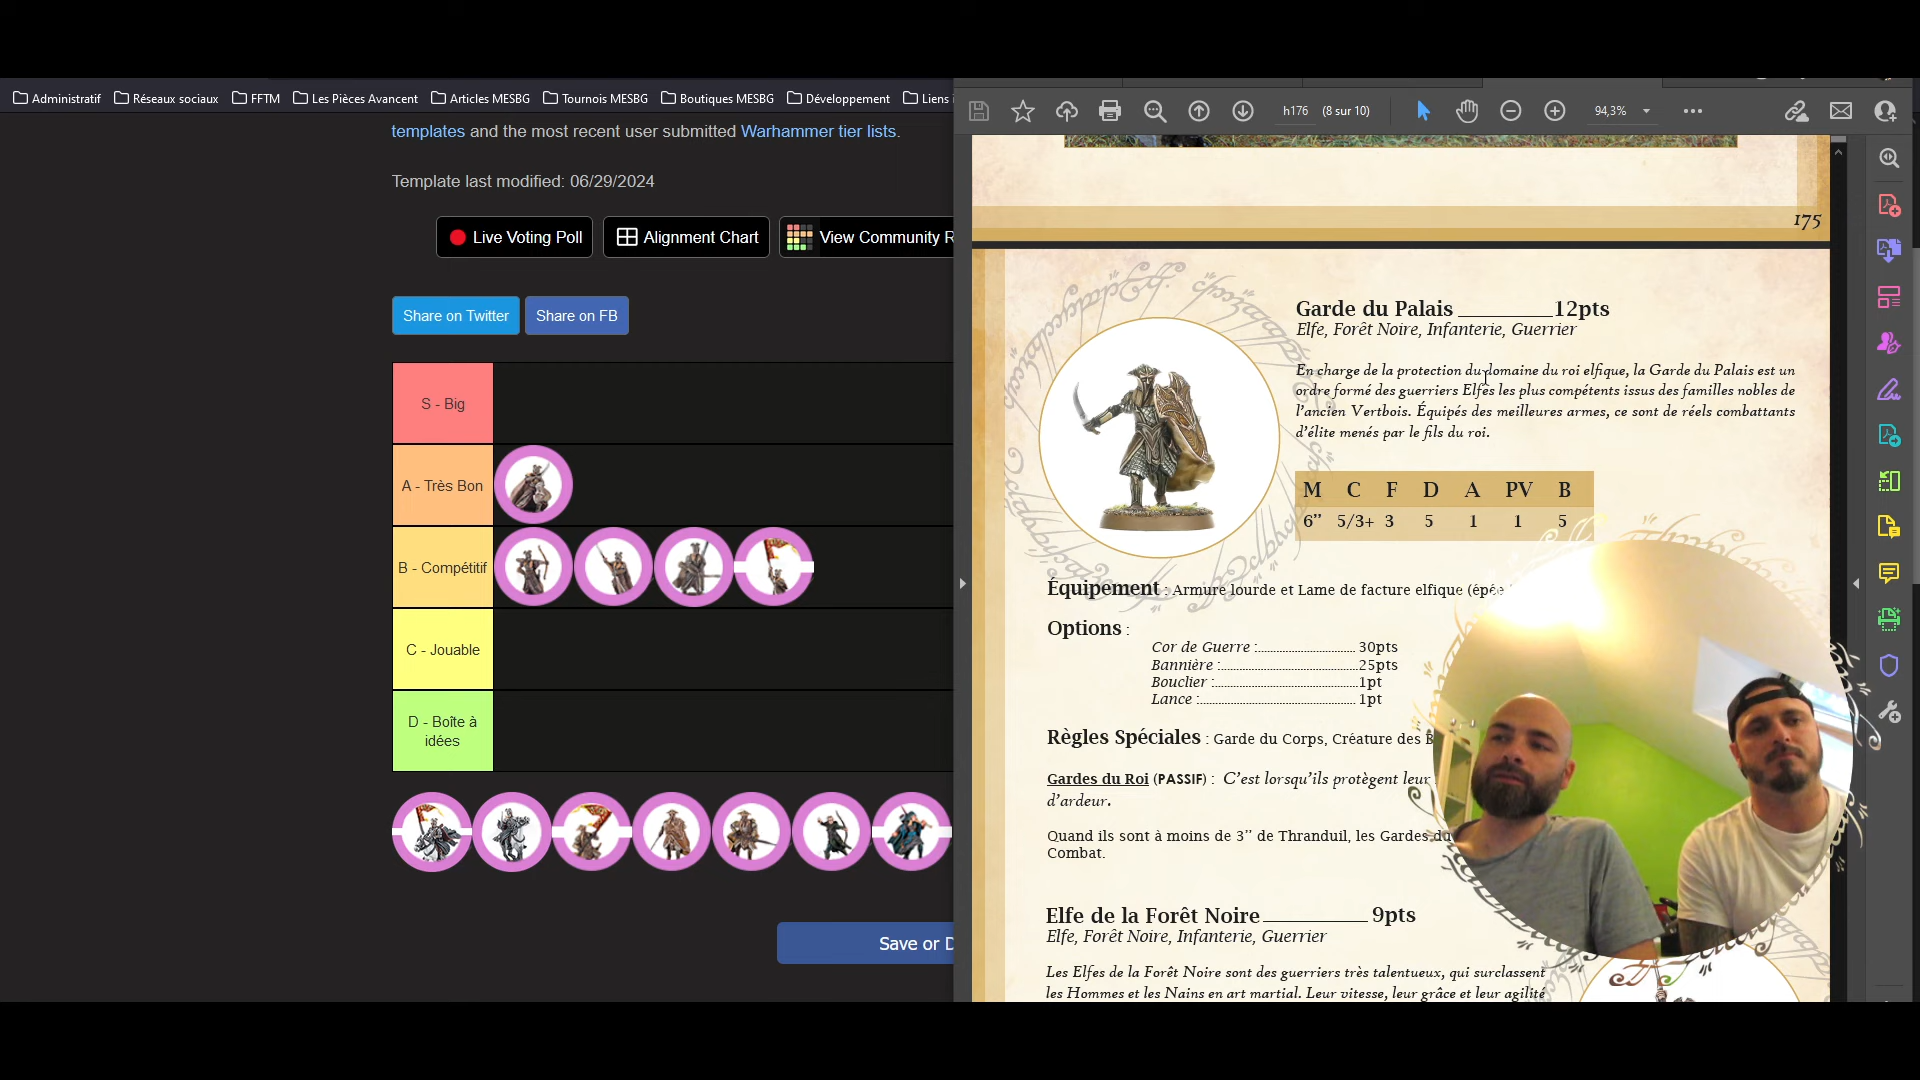 Administratif
Réseaux sociaux
FFTM
Les Pièces Avancent
Articles MESBG
Tournois MESBG
Boutiques MESBG
Développement
Liens
templates and the most recent user submitted Warhammer tier lists.
Template last modified: 06/29/2024
Live Voting Poll
Alignment Chart
View Community R
Share on Twitter
Share on FB
S - Big
A - Très Bon
B - Compétitif
C - Jouable
D - Boîte à
idées
Save or D
h176 (8 sur 10)
94,3%
175
Garde du Palais __________12pts
Elfe, Forêt Noire, Infanterie, Guerrier
En charge de la protection du domaine du roi elfique, la Garde du Palais est un
ordre formé des guerriers Elfes les plus compétents issus des familles nobles de
l'ancien Vertbois. Équipés des meilleures armes, ce sont de réels combattants
d'élite menés par le fils du roi.
M C F D A PV B
6” 5/3+ 3 5 1 1 5
Équipement : Armure lourde et Lame de facture elfique (épée
Options :
Cor de Guerre :................................ 30pts
Bannière :.............................................25pts
Bouclier :................................................1pt
Lance :.................................................... 1pt
Règles Spéciales : Garde du Corps, Créature des B
Gardes du Roi (PASSIF) : C'est lorsqu'ils protègent leur
d'ardeur.
Quand ils sont à moins de 3” de Thranduil, les Gardes du
Combat.
Elfe de la Forêt Noire___________ 9pts
Elfe, Forêt Noire, Infanterie, Guerrier
Les Elfes de la Forêt Noire sont des guerriers très talentueux, qui surclassent
les Hommes et les Nains en art martial. Leur vitesse, leur grâce et leur agilité